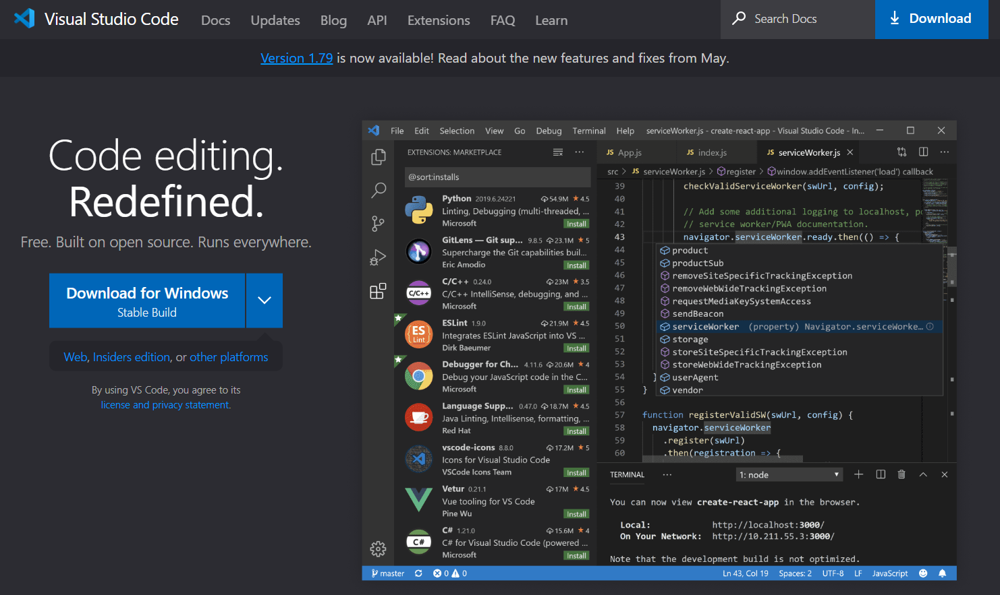 Visual Studio Code Docs Updates Blog API Extensions FAQ Learn Search Docs Download
Version 1.79 is now available! Read about the new features and fixes from May.
Code editing.
Redefined.
Free. Built on open source. Runs everywhere.
Download for Windows
Stable Build
Web, Insiders edition, or other platforms
By using VS Code, you agree to its
license and privacy statement.
File Edit Selection View Go Debug Terminal Help serviceWorker.js - create-react-app - Visual Studio Code - In...
EXTENSIONS: MARKETPLACE
@sort:installs
Python 2019.6.24221 54.9M ★ 4.5
Linting, Debugging (multi-threaded, ...
Microsoft Install
GitLens — Git sup... 9.8.5 23.1M ★ 5
Supercharge the Git capabilities buil...
Eric Amodio Install
C/C++
C/C++ 0.24.0 23M ★ 3.5
C/C++ IntelliSense, debugging, and ...
Microsoft Install
ES
Lint
ESLint 1.9.0 21.9M ★ 4.5
Integrates ESLint JavaScript into VS ...
Dirk Baeumer Install
Debugger for Ch... 4.11.6 20.6M ★ 4
Debug your JavaScript code in the C...
Microsoft Install
Language Supp... 0.47.0 18.7M ★ 4.5
Java Linting, Intellisense, formatting, ...
Red Hat Install
vscode-icons 8.8.0 17.2M ★ 5
Icons for Visual Studio Code
VSCode Icons Team Install
Vetur 0.21.1 17M ★ 4.5
Vue tooling for VS Code
Pine Wu Install
C#
C# 1.21.0 15.6M ★ 4
C# for Visual Studio Code (powered ...
Microsoft Install
JS App.js JS index.js JS serviceWorker.js
src > JS serviceWorker.js > register > window.addEventListener('load') callback
39 checkValidServiceWorker(swUrl, config);
40
41 // Add some additional logging to localhost, po
42 // service worker/PWA documentation.
43 navigator.serviceWorker.ready.then(() => {
44 product
45 productSub
46 removeSiteSpecificTrackingException
47 removeWebWideTrackingException
48 requestMediaKeySystemAccess
49 sendBeacon
50 serviceWorker (property) Navigator.serviceWorke...
51 storage
52 storeSiteSpecificTrackingException
53 storeWebWideTrackingException
54 } userAgent
55 } vendor
56
57 function registerValidSW(swUrl, config) {
58 navigator.serviceWorker
59 .register(swUrl)
60 .then(registration => {
TERMINAL ... 1: node
You can now view create-react-app in the browser.
Local: http://localhost:3000/
On Your Network: http://10.211.55.3:3000/
Note that the development build is not optimized.
master 0 0 Ln 43, Col 19 Spaces: 2 UTF-8 LF JavaScript